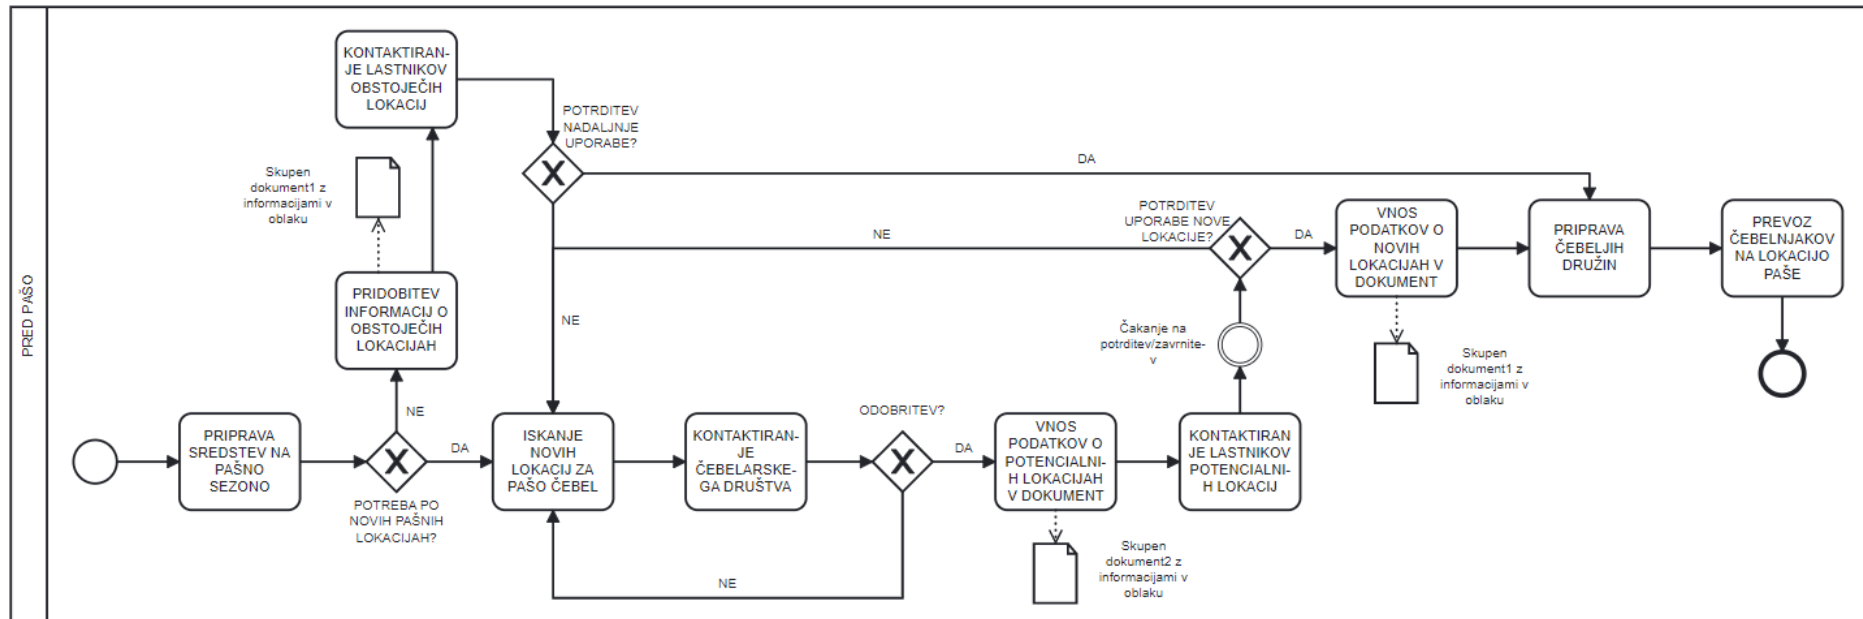 PRED PAŠO
KONTAKTIRAN-
JE LASTNIKOV
OBSTOJEČIH
LOKACIJ
POTRDITEV
NADALJNJE
UPORABE?
DA
NE
Skupen
dokument1 z
informacijami v
oblaku
PRIDOBITEV
INFORMACIJ O
OBSTOJEČIH
LOKACIJAH
NE
PRIPRAVA
SREDSTEV NA
PAŠNO
SEZONO
POTREBA PO
NOVIH PAŠNIH
LOKACIJAH?
DA
ISKANJE
NOVIH
LOKACIJ ZA
PAŠO ČEBEL
KONTAKTIRAN-
JE
ČEBELARSKE-
GA DRUŠTVA
ODOBRITEV?
NE
DA
VNOS
PODATKOV O
POTENCIALNI-
H LOKACIJAH
V DOKUMENT
Skupen
dokument2 z
informacijami v
oblaku
KONTAKTIRAN
JE LASTNIKOV
POTENCIALNI-
H LOKACIJ
Čakanje na
potrditev/zavrnite-
v
POTRDITEV
UPORABE NOVE
LOKACIJE?
NE
DA
VNOS
PODATKOV O
NOVIH
LOKACIJAH V
DOKUMENT
Skupen
dokument1 z
informacijami v
oblaku
PRIPRAVA
ČEBELJIH
DRUŽIN
PREVOZ
ČEBELNJAKOV
NA LOKACIJO
PAŠE